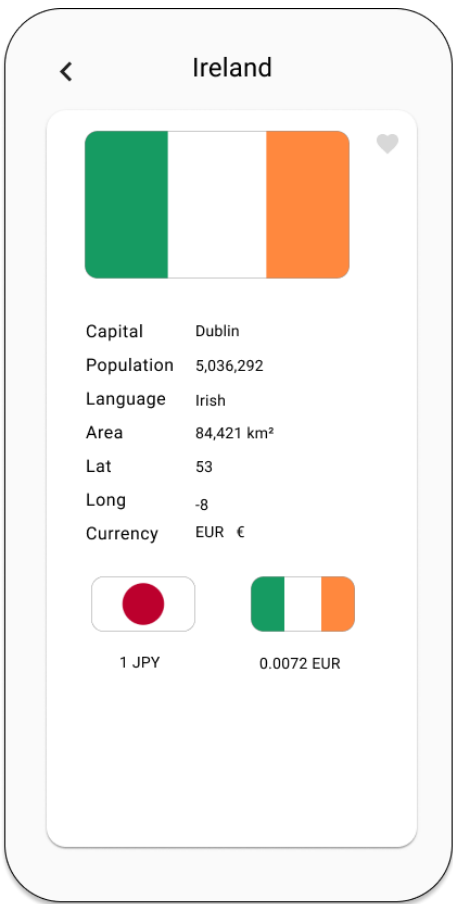 Ireland
Capital Dublin
Population 5,036,292
Language Irish
Area 84,421 km²
Lat 53
Long -8
Currency EUR €
1 JPY 0.0072 EUR